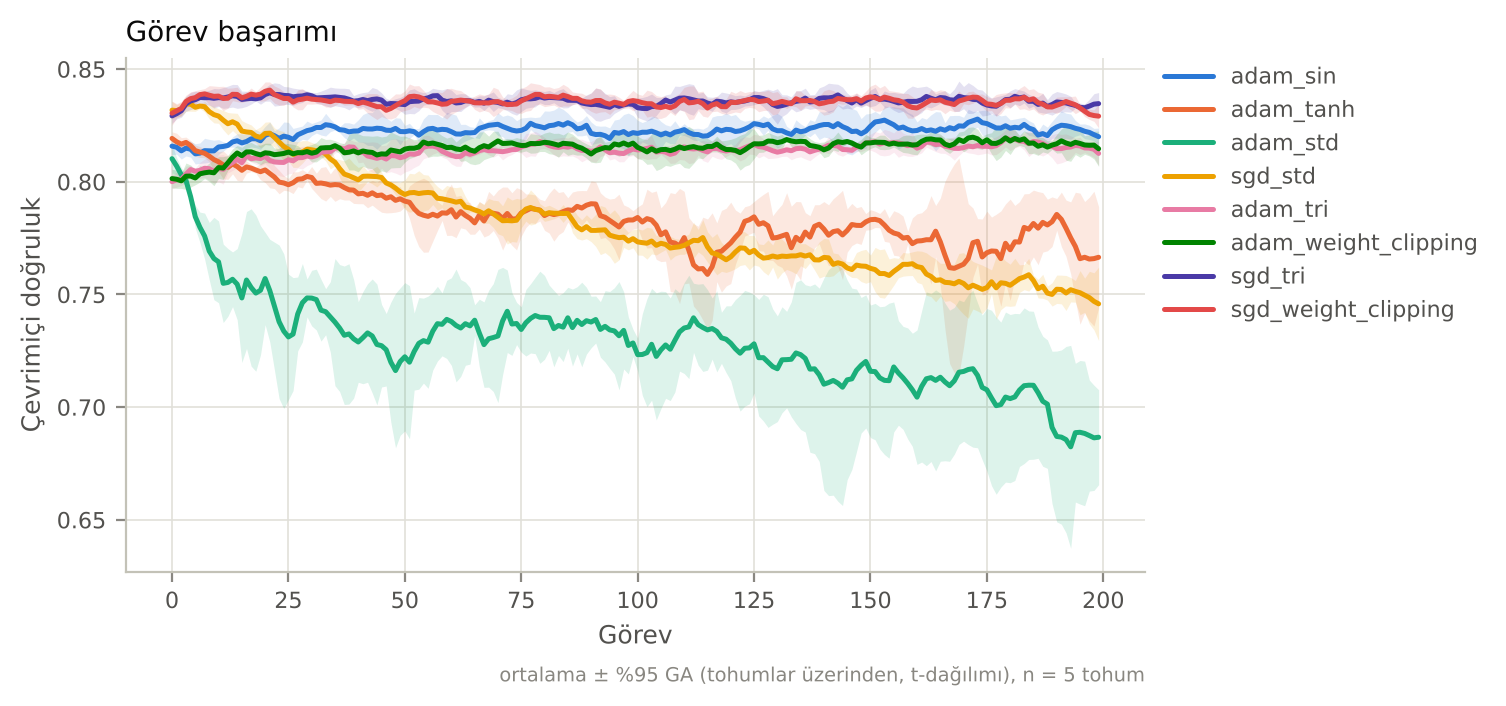 Görev başarımı
0.85
0.80
0.75
0.70
0.65
Çevrimiçi doğruluk
0 25 50 75 100 125 150 175 200
Görev
ortalama ± %95 GA (tohumlar üzerinden, t-dağılımı), n = 5 tohum
adam_sin
adam_tanh
adam_std
sgd_std
adam_tri
adam_weight_clipping
sgd_tri
sgd_weight_clipping